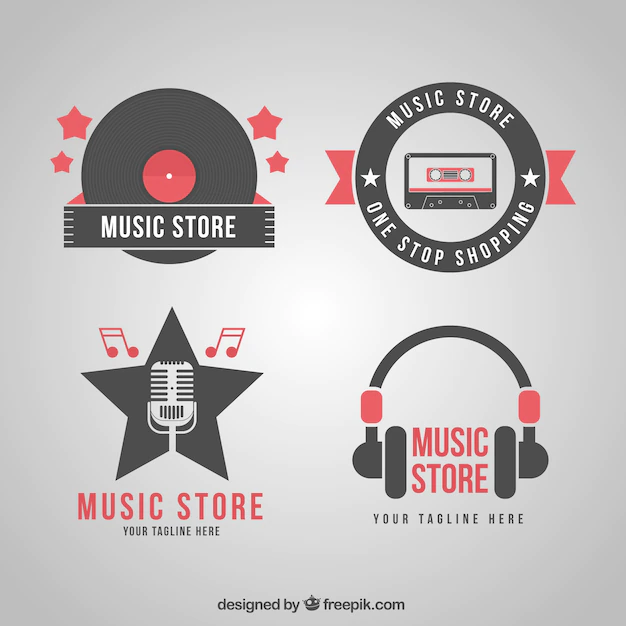 MUSIC STORE
MUSIC STORE
ONE STOP SHOPPING
MUSIC STORE
YOUR TAGLINE HERE
MUSIC
STORE
YOUR TAGLINE HERE
designed by freepik.com